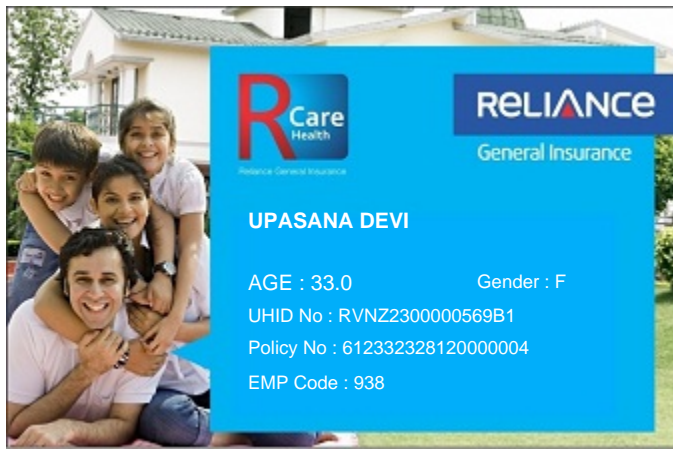 R Care
Health
Reliance General Insurance
RELIANCE
General Insurance
UPASANA DEVI
AGE : 33.0 Gender : F
UHID No : RVNZ2300000569B1
Policy No : 612332328120000004
EMP Code : 938